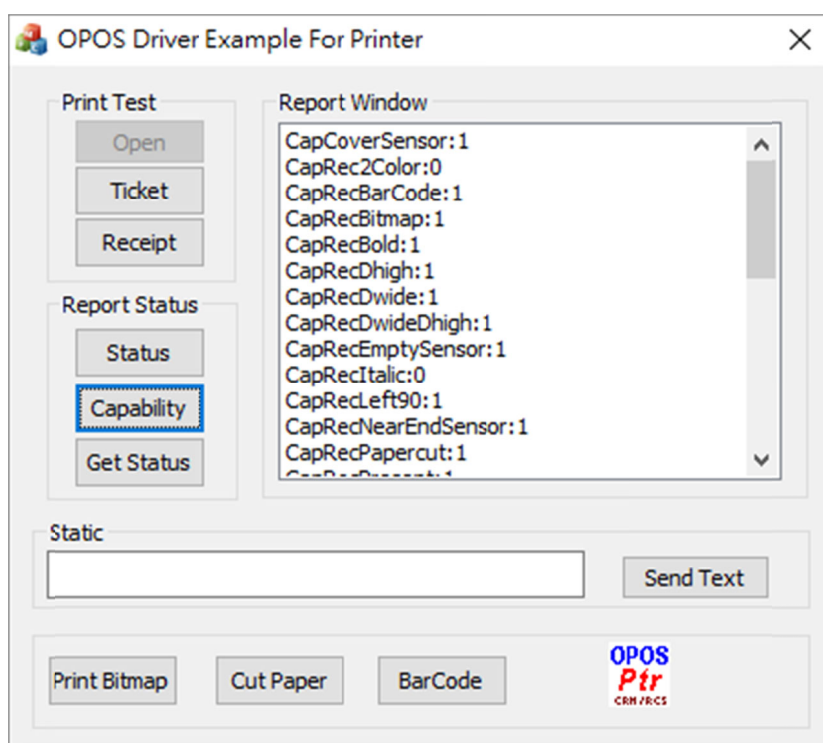 OPOS Driver Example For Printer
Print Test
Open
Ticket
Receipt
Report Status
Status
Capability
Get Status
Report Window
CapCoverSensor:1
CapRec2Color:0
CapRecBarCode:1
CapRecBitmap:1
CapRecBold:1
CapRecDhigh:1
CapRecDwide:1
CapRecDwideDhigh:1
CapRecEmptySensor:1
CapRecItalic:0
CapRecLeft90:1
CapRecNearEndSensor:1
CapRecPapercut:1
Static
Send Text
Print Bitmap
Cut Paper
BarCode
OPOS
Ptr
CRM/RCS